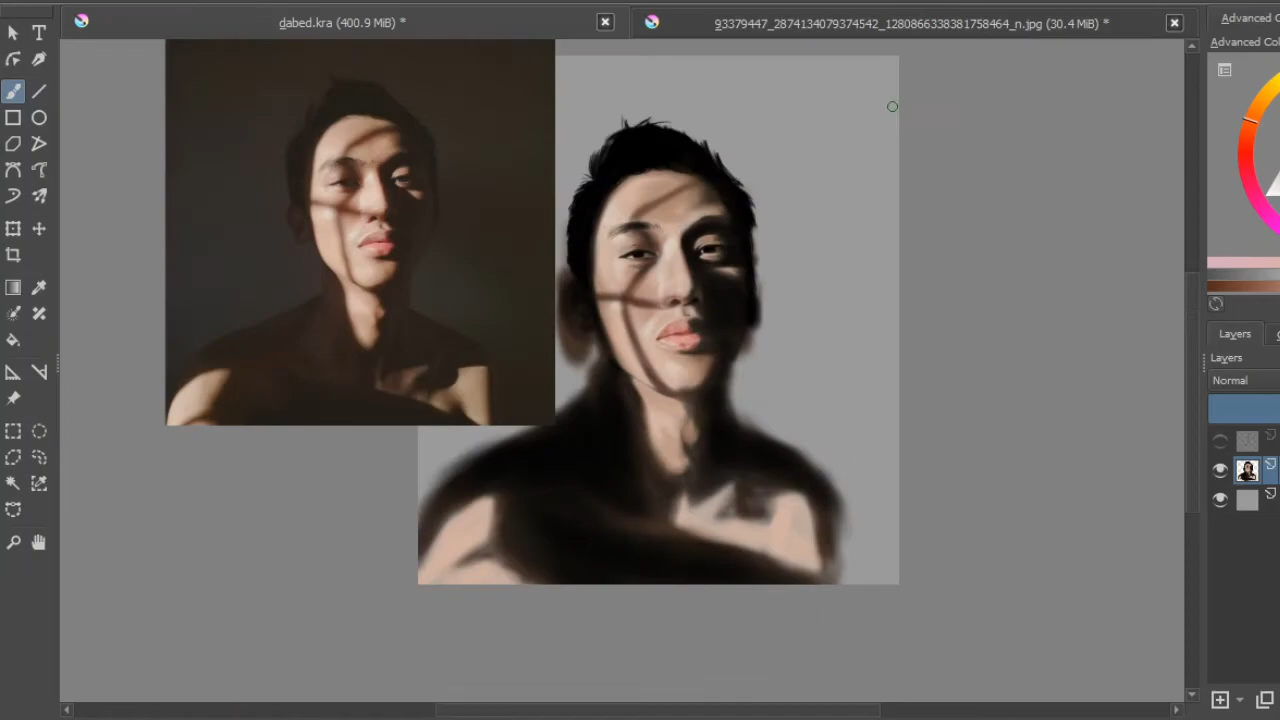 dabed.kra (400.9 MiB) *
93379447_2874134079374542_1280866338381758464_n.jpg (30.4 MiB) *
Advanced C
Advanced Co
Layers
Layers
Normal